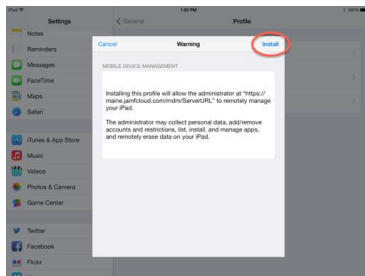 iPad
1:23 PM
100%
Settings
General
Profile
Notes
Reminders
Messages
FaceTime
Maps
Safari
iTunes & App Store
Music
Videos
Photos & Camera
Game Center
Twitter
Facebook
Flickr
Cancel
Warning
Install
MOBILE DEVICE MANAGEMENT
Installing this profile will allow the administrator at "https://
maine.jamfcloud.com/mdm/ServerURL" to remotely manage
your iPad.
The administrator may collect personal data, add/remove
accounts and restrictions, list, install, and manage apps,
and remotely erase data on your iPad.